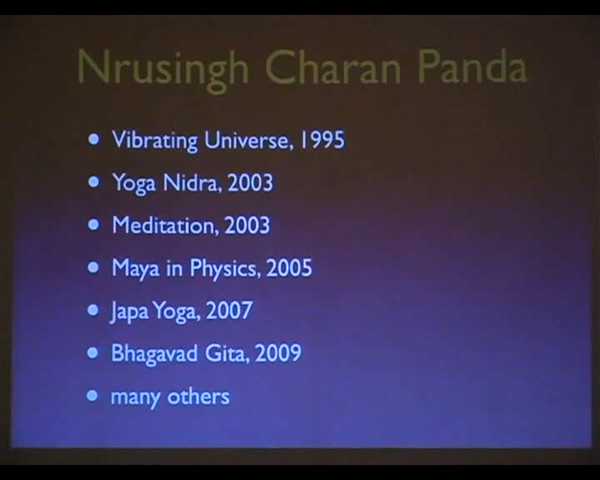 Nrusingh Charan Panda
• Vibrating Universe, 1995
• Yoga Nidra, 2003
• Meditation, 2003
• Maya in Physics, 2005
• Japa Yoga, 2007
• Bhagavad Gita, 2009
• many others